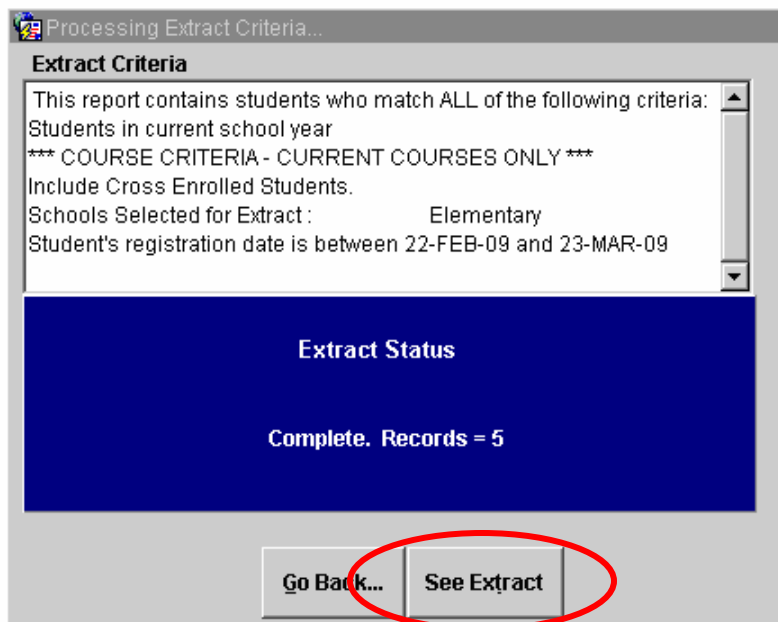 Processing Extract Criteria...
Extract Criteria
This report contains students who match ALL of the following criteria:
Students in current school year
*** COURSE CRITERIA - CURRENT COURSES ONLY ***
Include Cross Enrolled Students.
Schools Selected for Extract : Elementary
Student's registration date is between 22-FEB-09 and 23-MAR-09
Extract Status
Complete. Records = 5
Go Back... See Extract